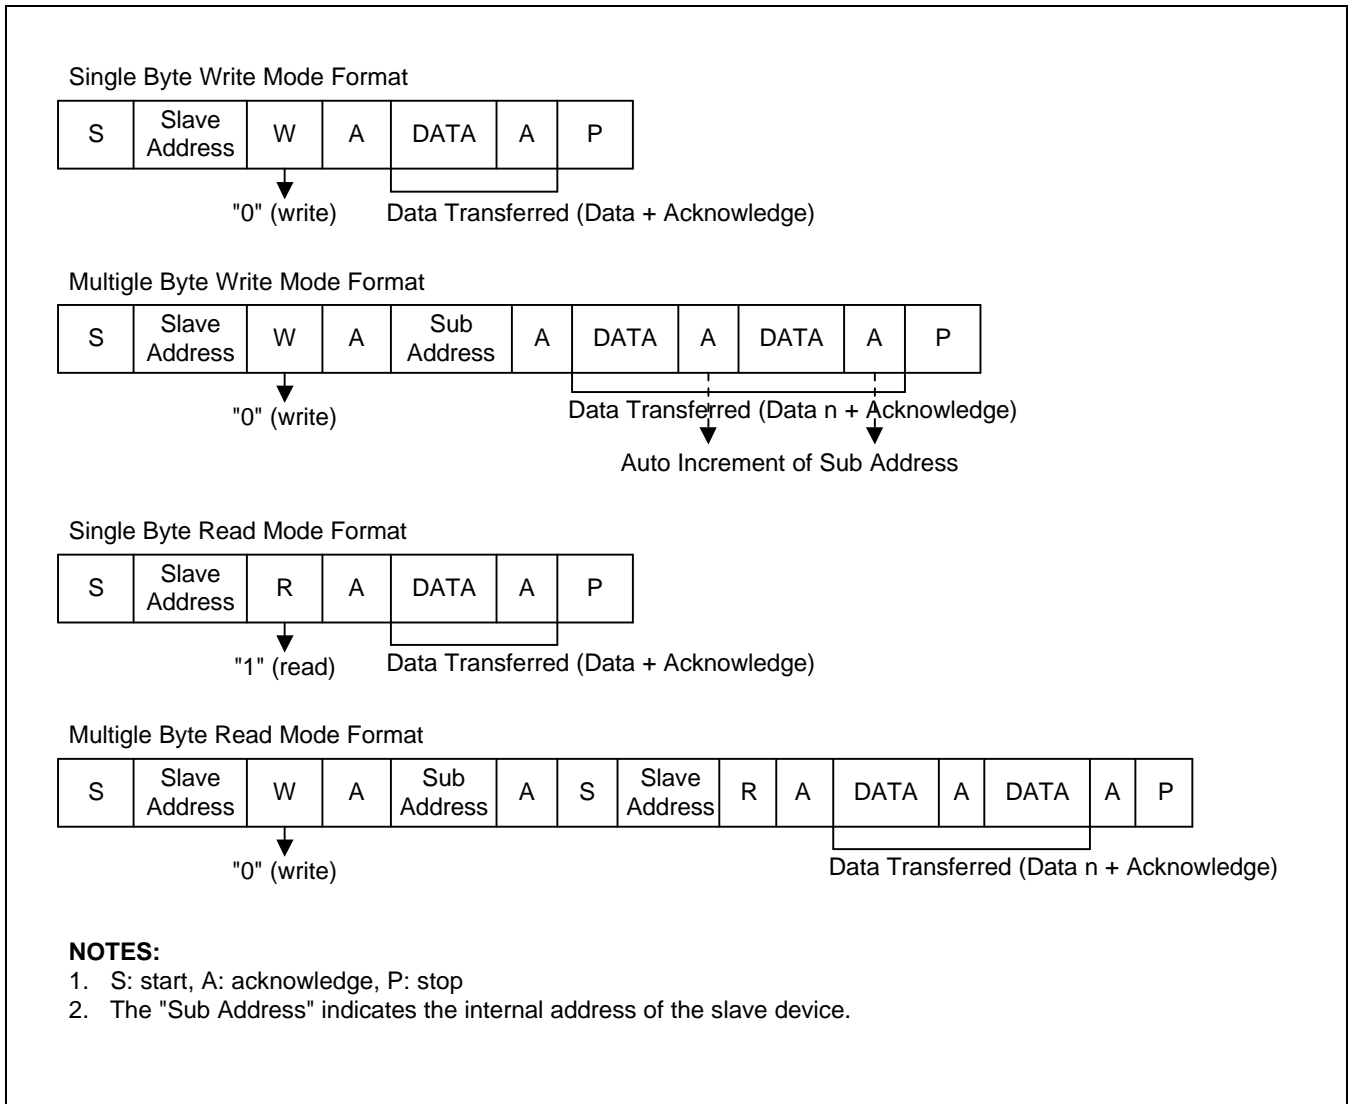 Single Byte Write Mode Format
S Slave Address W A DATA A P
"0" (write) Data Transferred (Data + Acknowledge)
Multigle Byte Write Mode Format
S Slave Address W A Sub Address A DATA A DATA A P
"0" (write) Data Transferred (Data n + Acknowledge)
Auto Increment of Sub Address
Single Byte Read Mode Format
S Slave Address R A DATA A P
"1" (read) Data Transferred (Data + Acknowledge)
Multigle Byte Read Mode Format
S Slave Address W A Sub Address A S Slave Address R A DATA A DATA A P
"0" (write) Data Transferred (Data n + Acknowledge)
NOTES:
1. S: start, A: acknowledge, P: stop
2. The "Sub Address" indicates the internal address of the slave device.